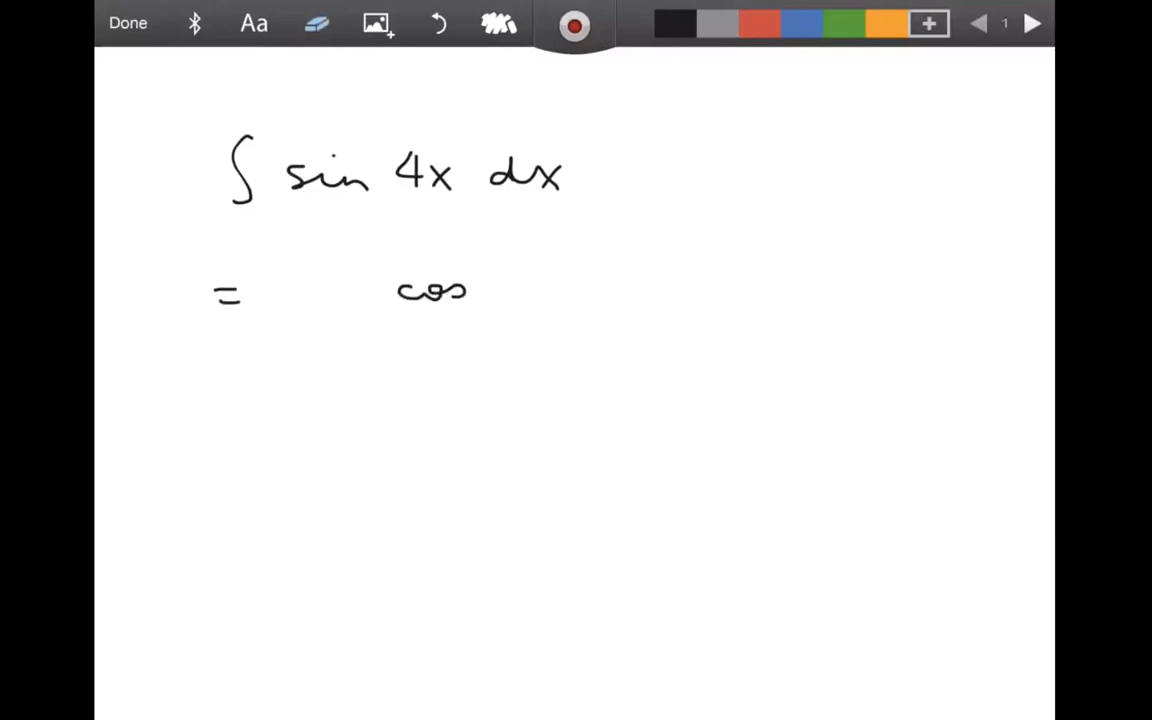 Done Aa 1
∫ sin 4x dx
= cos